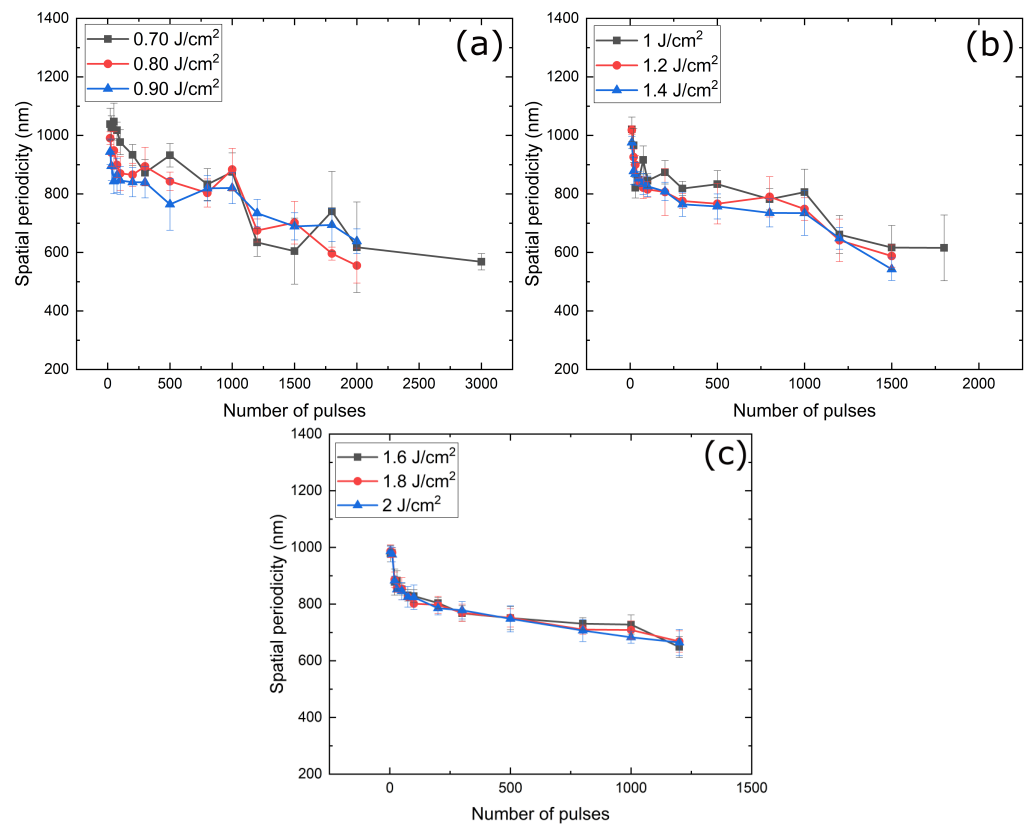 (a)
0.70 J/cm²
0.80 J/cm²
0.90 J/cm²
1400
1200
1000
800
600
400
200
Spatial periodicity (nm)
0
500
1000
1500
2000
2500
3000
Number of pulses
(b)
1 J/cm²
1.2 J/cm²
1.4 J/cm²
1400
1200
1000
800
600
400
200
Spatial periodicity (nm)
0
500
1000
1500
2000
Number of pulses
(c)
1.6 J/cm²
1.8 J/cm²
2 J/cm²
1400
1200
1000
800
600
400
200
Spatial periodicity (nm)
0
500
1000
1500
Number of pulses